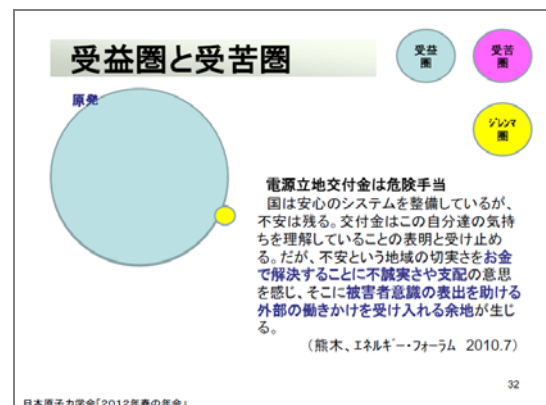 受益圏と受苦圏
受益
圏
受苦
圏
ジレンマ
圏
原発
電源立地交付金は危険手当
国は安心のシステムを整備しているが、
不安は残る。交付金はこの自分達の気持
ちを理解していることの表明と受け止め
る。だが、不安という地域の切実さをお金
で解決することに不誠実さや支配の意思
を感じ、そこに被害者意識の表出を助ける
外部の働きかけを受け入れる余地が生じ
る。
（熊木、エネルギー・フォーラム 2010.7）
32
日本原子力学会「2012年春の年会」